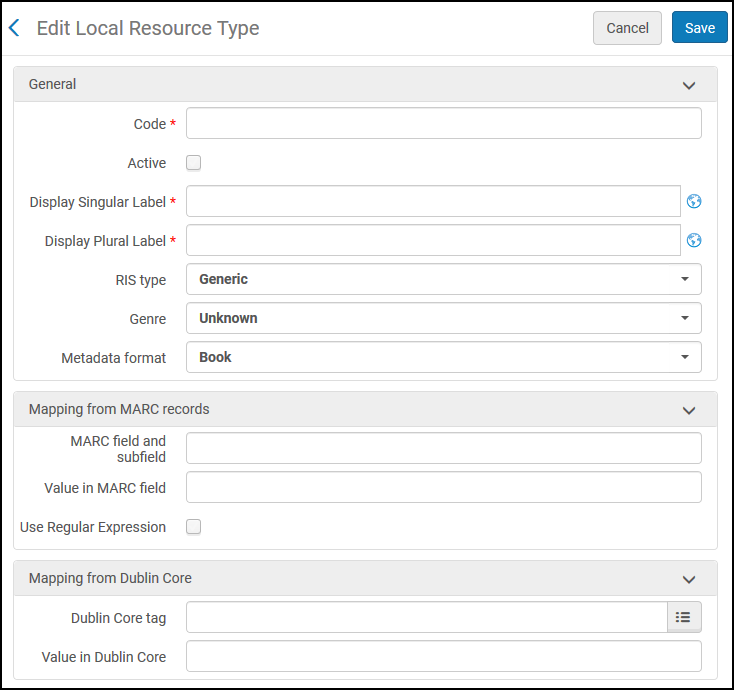 Edit Local Resource Type
Cancel
Save
General
Code *
Active
Display Singular Label *
Display Plural Label *
RIS type
Generic
Genre
Unknown
Metadata format
Book
Mapping from MARC records
MARC field and
subfield
Value in MARC field
Use Regular Expression
Mapping from Dublin Core
Dublin Core tag
Value in Dublin Core